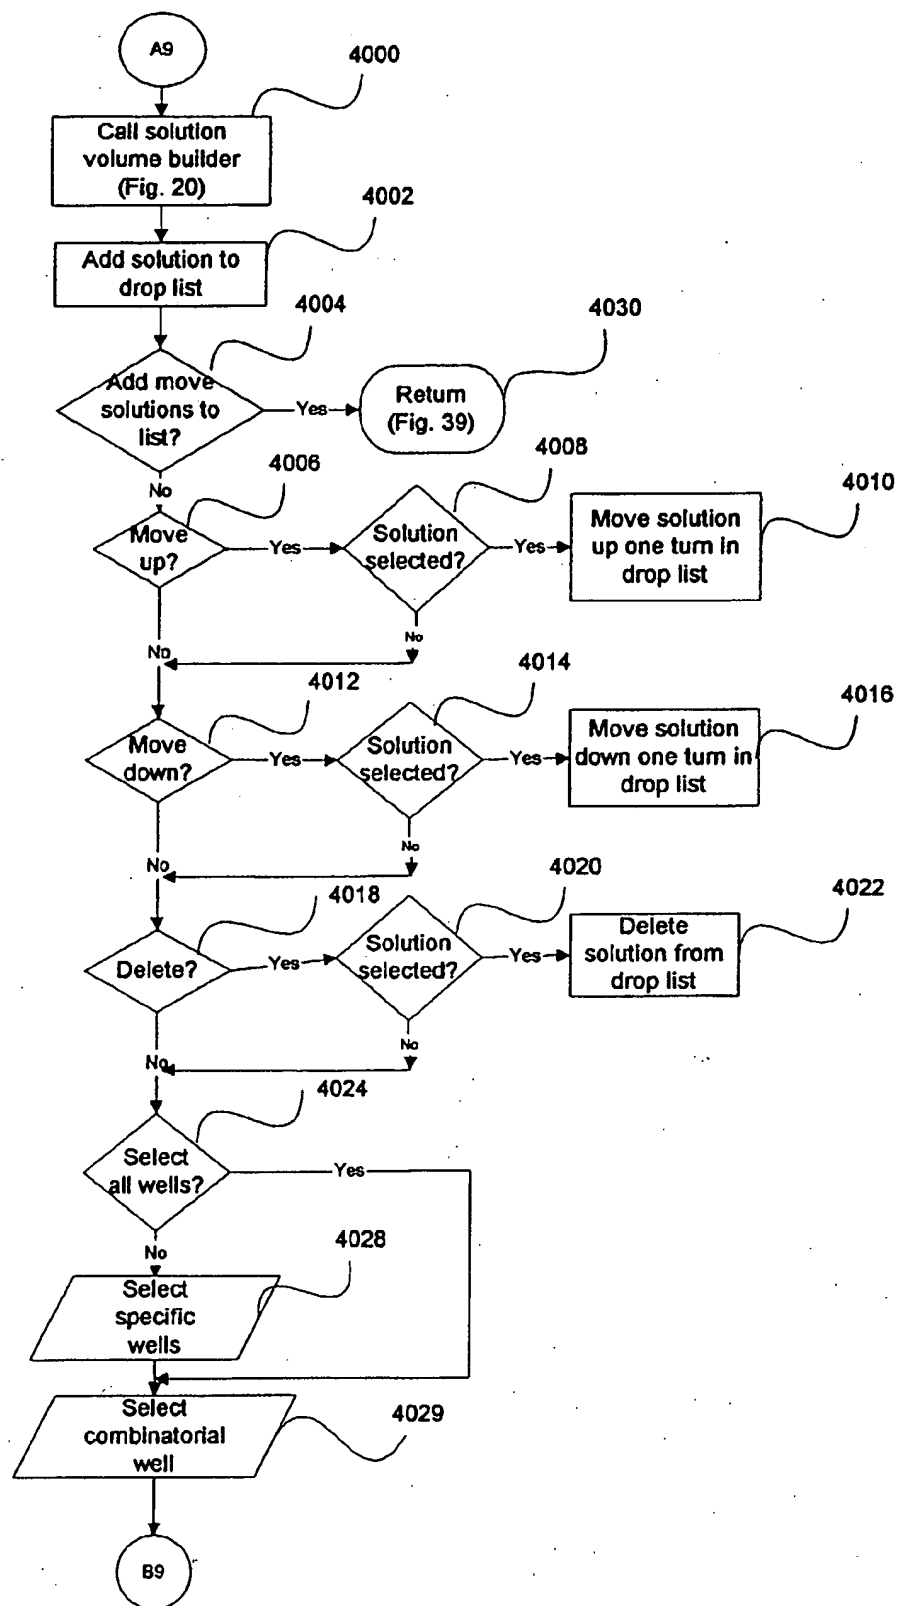 A9
4000
Call solution
volume builder
(Fig. 20)
4002
Add solution to
drop list
4004
4030
Add move
solutions to
list?
Yes
Return
(Fig. 39)
No
4006
4008
4010
Move
up?
Yes
Solution
selected?
Yes
Move solution
up one turn in
drop list
No
No
4012
4014
4016
Move
down?
Yes
Solution
selected?
Yes
Move solution
down one turn in
drop list
No
No
4018
4020
4022
Delete?
Yes
Solution
selected?
Yes
Delete
solution from
drop list
No
No
4024
Select
all wells?
Yes
No
4028
Select
specific
wells
4029
Select
combinatorial
well
B9